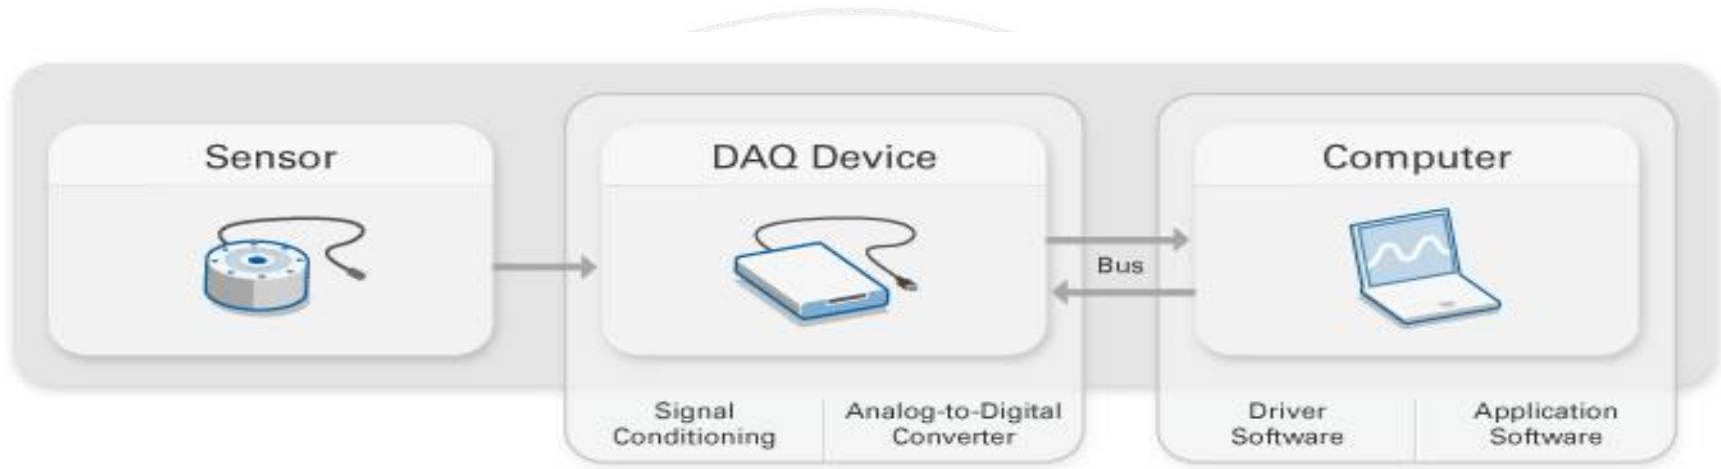 Sensor
DAQ Device
Computer
Bus
Signal
Conditioning
Analog-to-Digital
Converter
Driver
Software
Application
Software